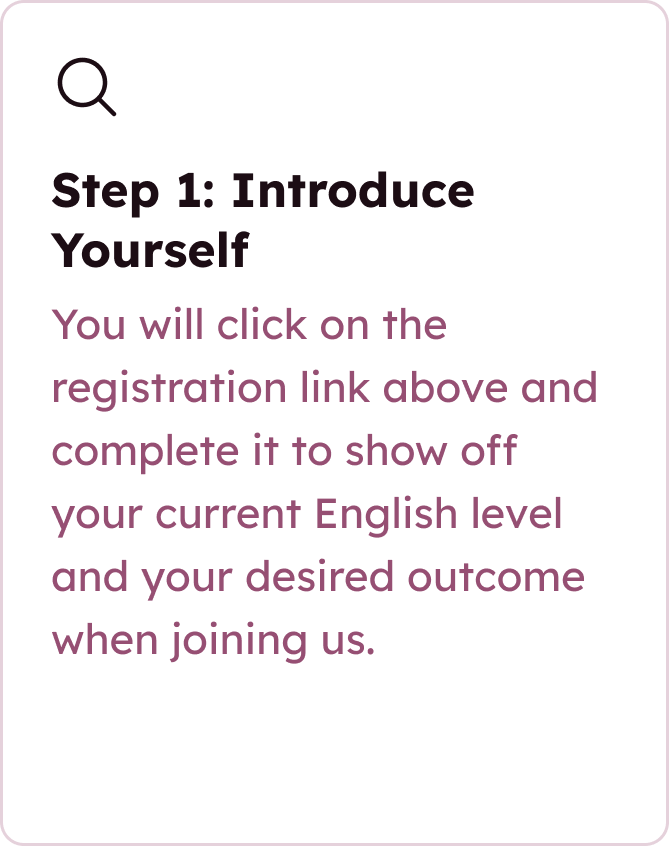 Step 1: Introduce
Yourself
You will click on the
registration link above and
complete it to show off
your current English level
and your desired outcome
when joining us.